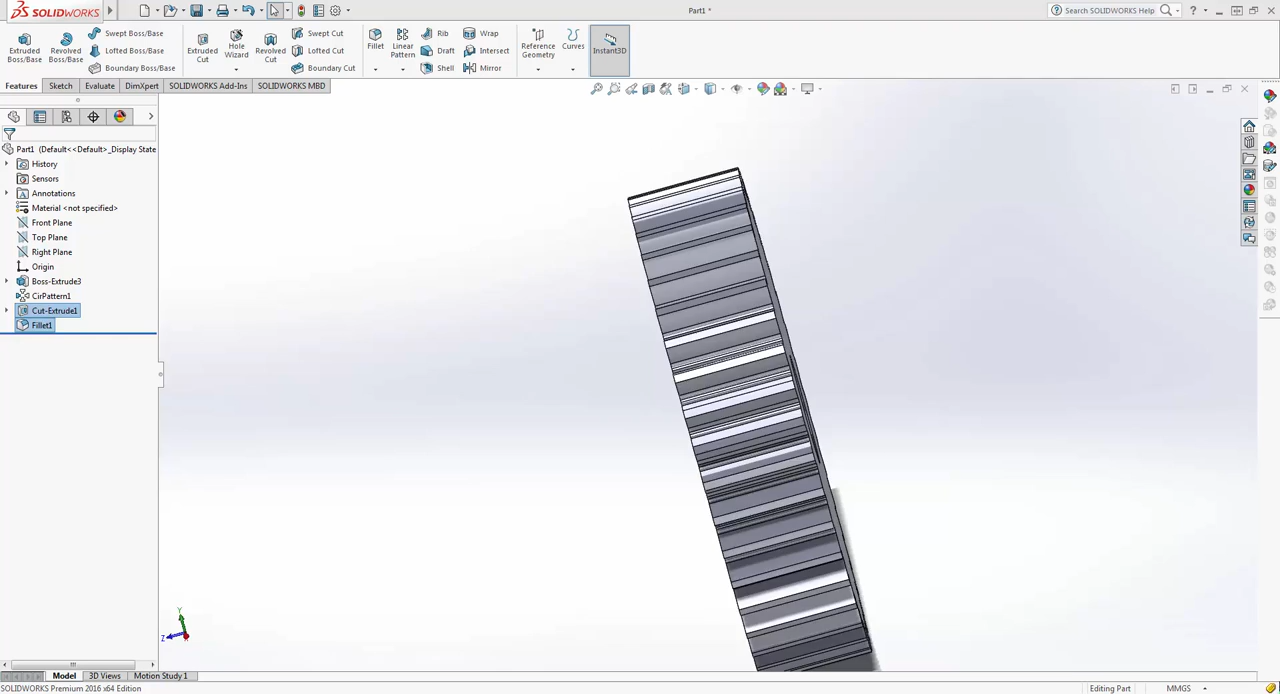 SOLIDWORKS
Part1 *
Search SOLIDWORKS Help
Extruded Boss/Base
Revolved Boss/Base
Swept Boss/Base
Lofted Boss/Base
Boundary Boss/Base
Extruded Cut
Hole Wizard
Revolved Cut
Swept Cut
Lofted Cut
Boundary Cut
Fillet
Linear Pattern
Rib
Draft
Shell
Wrap
Intersect
Mirror
Reference Geometry
Curves
Instant3D
Features Sketch Evaluate DimXpert SOLIDWORKS Add-Ins SOLIDWORKS MBD
Part1 (Default<<Default>_Display State
History
Sensors
Annotations
Material <not specified>
Front Plane
Top Plane
Right Plane
Origin
Boss-Extrude3
CirPattern1
Cut-Extrude1
Fillet1
Y
Z
Model 3D Views Motion Study 1
SOLIDWORKS Premium 2016 x64 Edition
Editing Part MMGS